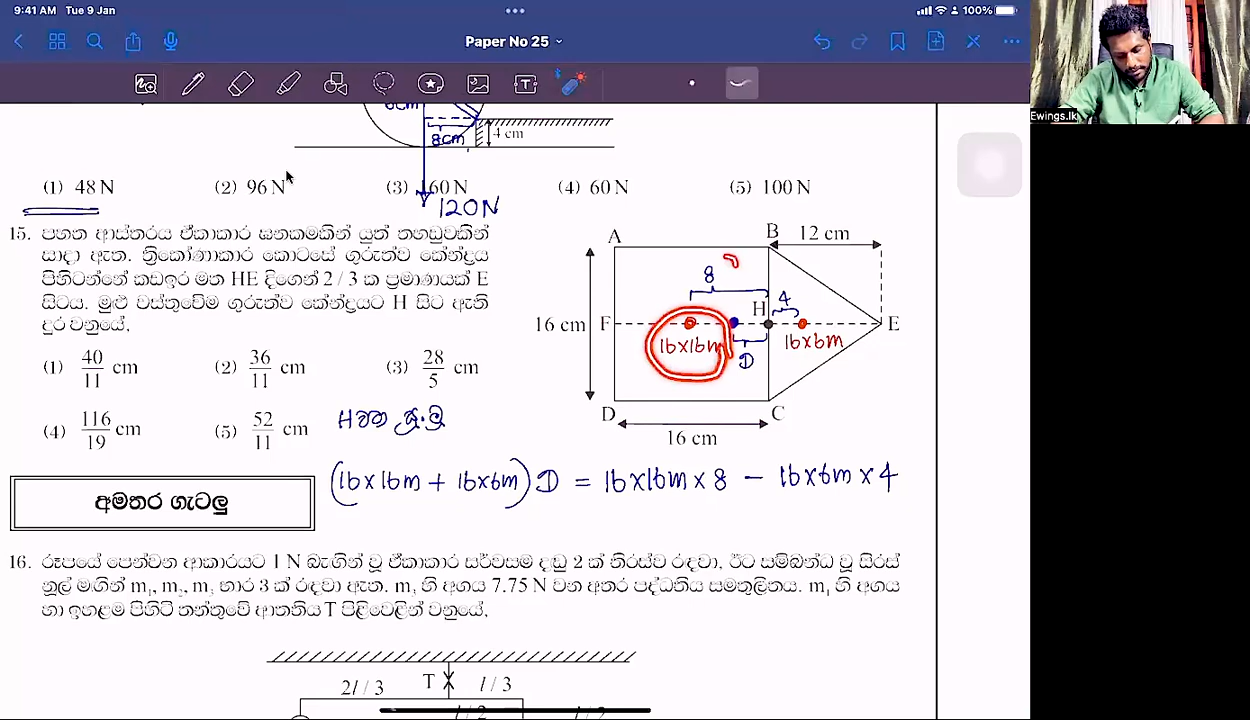 9:41 AM Tue 9 Jan
100%
Paper No 25
Ewings.lk
6cm
8cm
4 cm
(1) 48 N (2) 96 N (3) 60 N (4) 60 N (5) 100 N
120N
15. පහත ආස්තරය ඒකාකාර ඝනකමකින් යුත් තහඩුවකින්
සාදා ඇත. ත්‍රිකෝණාකාර කොටසේ ගුරුත්ව කේන්ද්‍රය
පිහිටන්නේ කඩඉර මත HE දිගෙන් 2 / 3 ක ප්‍රමාණයක් E
සිටය. මුළු වස්තුවේම ගුරුත්ව කේන්ද්‍රයට H සිට ඇති
දුර වනුයේ,
(1) 40/11 cm (2) 36/11 cm (3) 28/5 cm
(4) 116/19 cm (5) 52/11 cm
A B 12 cm
8
4
H
16 cm F E
16x16m 16x6m
D
D C
16 cm
H වටා
(16x16m + 16x6m) D = 16x16m x 8 - 16x6m x 4
අමතර ගැටලු
16. රූපයේ පෙන්වන ආකාරයට 1 N බැගින් වූ ඒකාකාර සර්වසම දඬු 2 ක් තිරස්ව රඳවා, ඊට සම්බන්ධ වූ සිරස්
නූල් මගින් m₁, m₂, m₃ භාර 3 ක් රඳවා ඇත. m₃ හි අගය 7.75 N වන අතර පද්ධතිය සමතුලිතය. m₁ හි අගය
හා ඉහළම පිහිටි තන්තුවේ ආතතිය T පිළිවෙළින් වනුයේ,
2l / 3 T l / 3
l / 2 l / 2